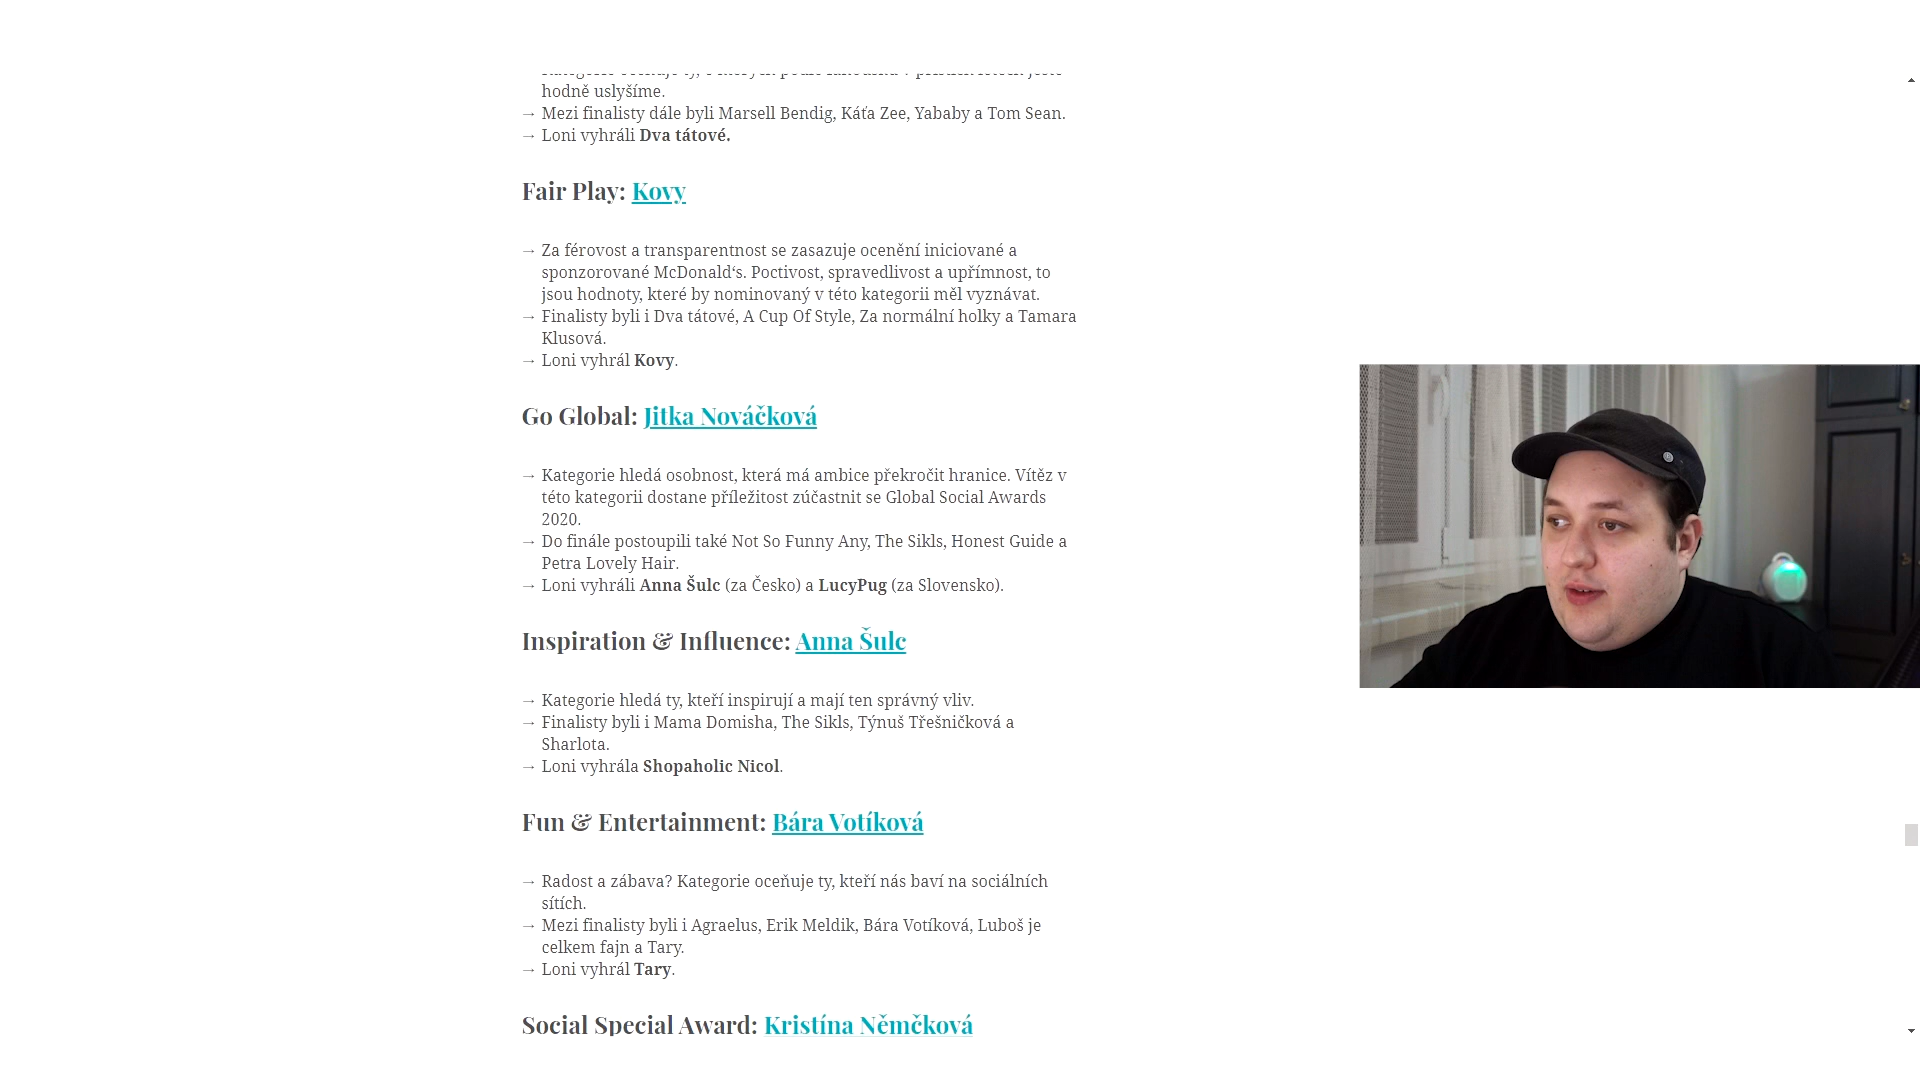 hodně uslyšíme.
→ Mezi finalisty dále byli Marsell Bendig, Káťa Zee, Yababy a Tom Sean.
→ Loni vyhráli Dva tátové.
Fair Play: Kovy
→ Za férovost a transparentnost se zasazuje ocenění iniciované a
sponzorované McDonald‘s. Poctivost, spravedlivost a upřímnost, to
jsou hodnoty, které by nominovaný v této kategorii měl vyznávat.
→ Finalisty byli i Dva tátové, A Cup Of Style, Za normální holky a Tamara
Klusová.
→ Loni vyhrál Kovy.
Go Global: Jitka Nováčková
→ Kategorie hledá osobnost, která má ambice překročit hranice. Vítěz v
této kategorii dostane příležitost zúčastnit se Global Social Awards
2020.
→ Do finále postoupili také Not So Funny Any, The Sikls, Honest Guide a
Petra Lovely Hair.
→ Loni vyhráli Anna Šulc (za Česko) a LucyPug (za Slovensko).
Inspiration & Influence: Anna Šulc
→ Kategorie hledá ty, kteří inspirují a mají ten správný vliv.
→ Finalisty byli i Mama Domisha, The Sikls, Týnuš Třešničková a
Sharlota.
→ Loni vyhrála Shopaholic Nicol.
Fun & Entertainment: Bára Votíková
→ Radost a zábava? Kategorie oceňuje ty, kteří nás baví na sociálních
sítích.
→ Mezi finalisty byli i Agraelus, Erik Meldik, Bára Votíková, Luboš je
celkem fajn a Tary.
→ Loni vyhrál Tary.
Social Special Award: Kristína Němčková